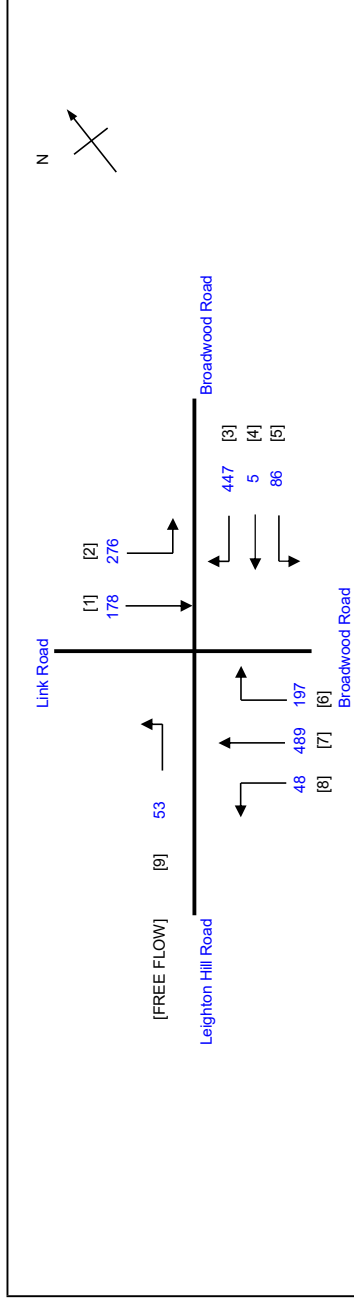 N
Link Road
[1] [2]
178 276
[FREE FLOW] [9] 53
Leighton Hill Road
Broadwood Road
447 [3]
5 [4]
86 [5]
48 489 197
[8] [7] [6]
Broadwood Road